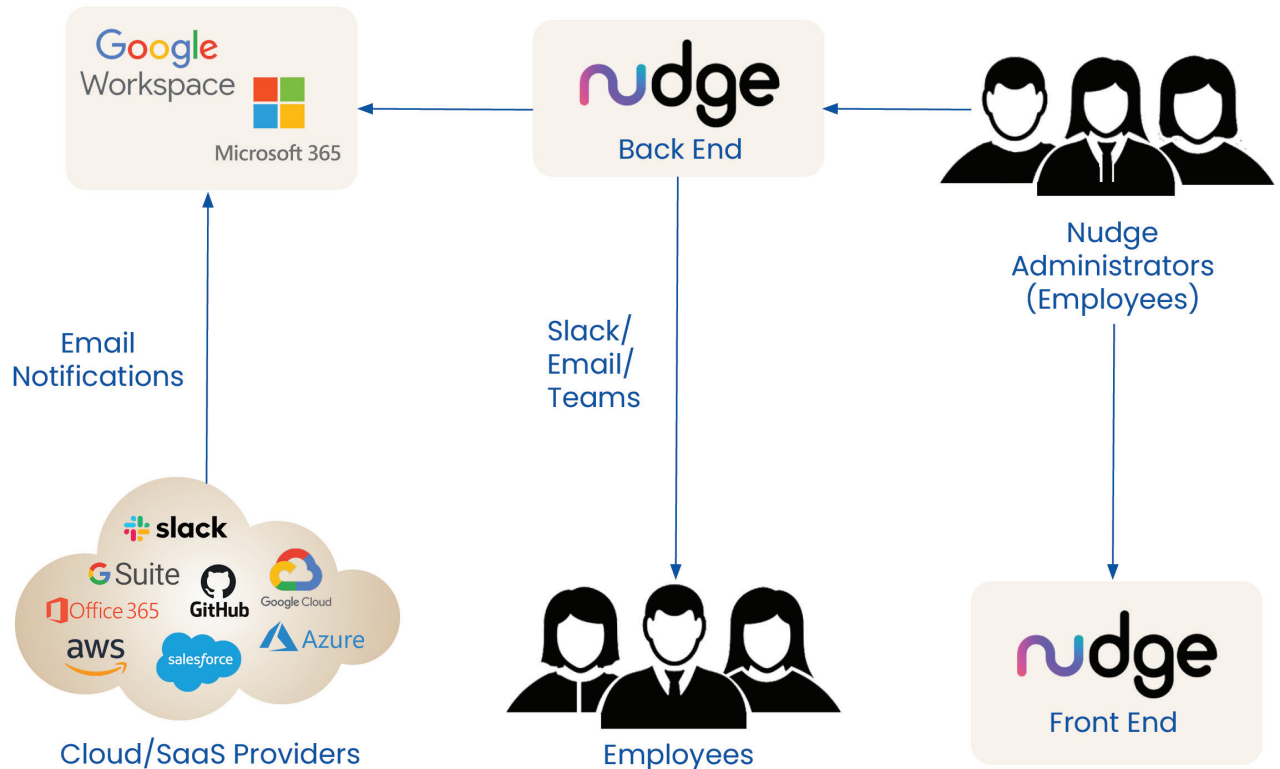 Google
Workspace
Microsoft 365
nudge
Back End
Nudge
Administrators
(Employees)
Email
Notifications
Slack/
Email/
Teams
slack
G Suite
Office 365
GitHub
Google Cloud
aws
salesforce
Azure
Cloud/SaaS Providers
Employees
nudge
Front End